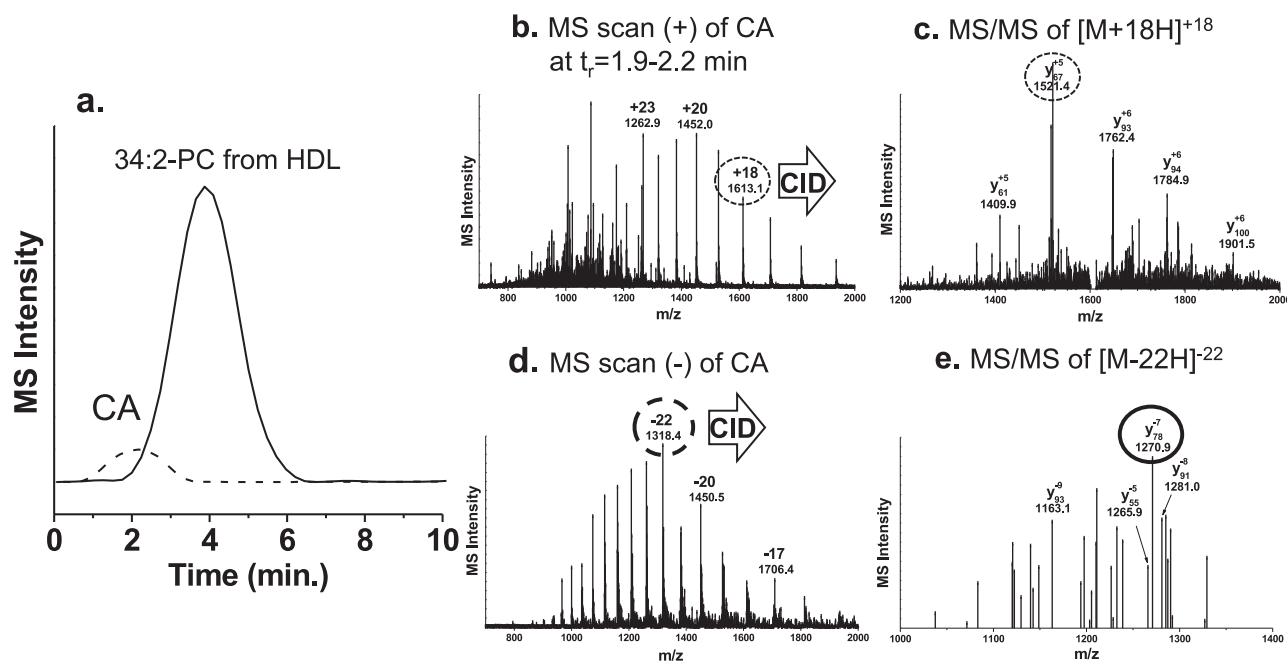 a.
34:2-PC from HDL
CA
MS Intensity
0 2 4 6 8 10
Time (min.)
b. MS scan (+) of CA
at tr=1.9-2.2 min
+23
1262.9
+20
1452.0
+18
1613.1
CID
MS Intensity
800 1000 1200 1400 1600 1800 2000
m/z
c. MS/MS of [M+18H]+18
y67+5
1521.4
y93+6
1762.4
y94+6
1784.9
y61+5
1409.9
y100+6
1901.5
MS Intensity
1200 1400 1600 1800 2000
m/z
d. MS scan (-) of CA
-22
1318.4
CID
-20
1450.5
-17
1706.4
MS Intensity
800 1000 1200 1400 1600 1800 2000
m/z
e. MS/MS of [M-22H]-22
y78-7
1270.9
y93-9
1163.1
y55-5
1265.9
y91-8
1281.0
MS Intensity
1000 1100 1200 1300 1400
m/z